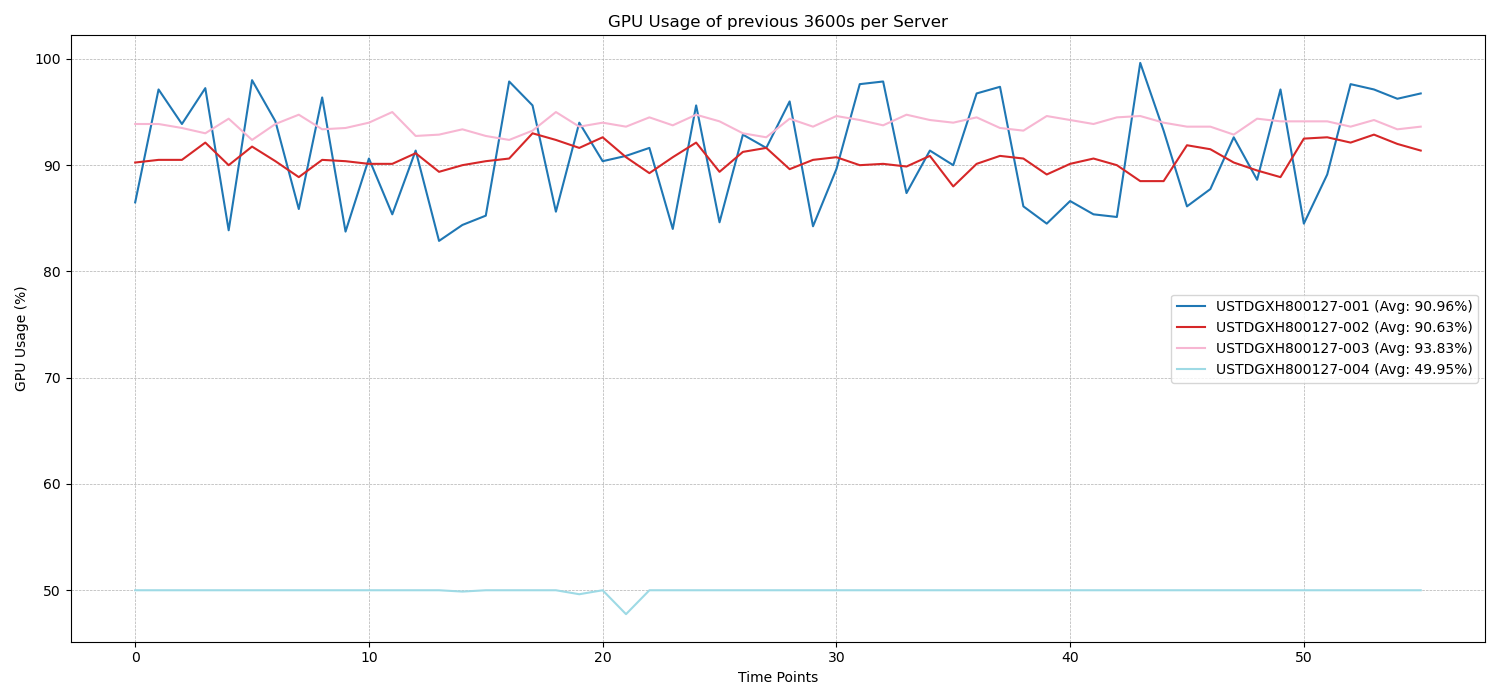 GPU Usage of previous 3600s per Server
GPU Usage (%)
100
90
80
70
60
50
USTDGXH800127-001 (Avg: 90.96%)
USTDGXH800127-002 (Avg: 90.63%)
USTDGXH800127-003 (Avg: 93.83%)
USTDGXH800127-004 (Avg: 49.95%)
0 10 20 30 40 50
Time Points